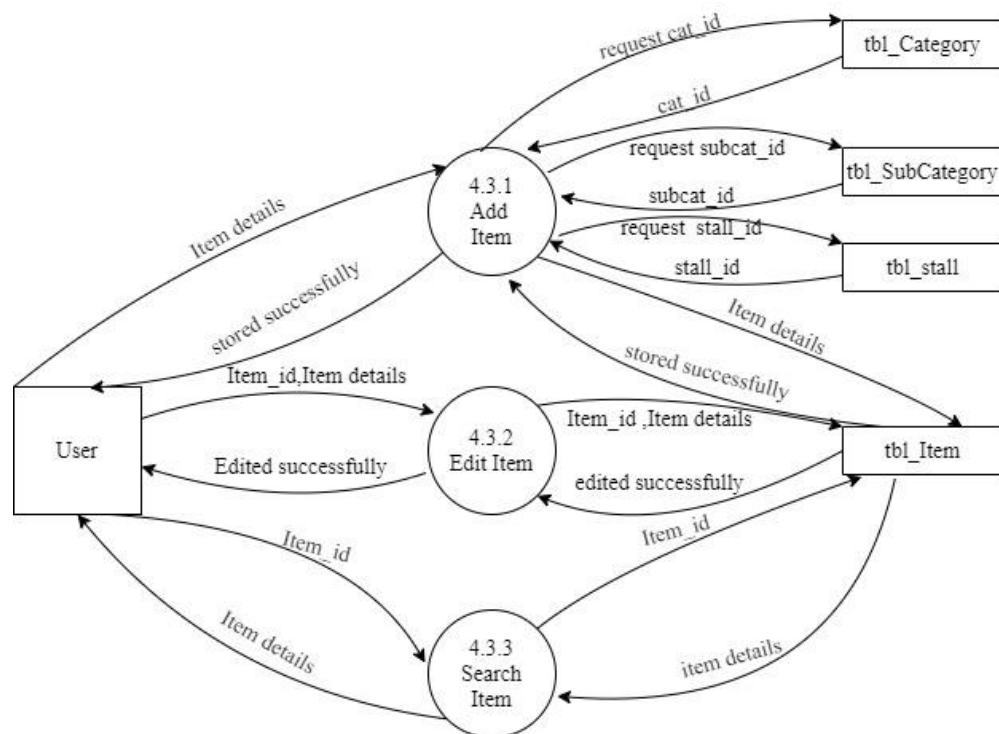 request cat_id
tbl_Category
cat_id
request subcat_id
4.3.1
Add
Item
tbl_SubCategory
subcat_id
Item details
request  stall_id
stall_id
tbl_stall
stored successfully
Item details
stored successfully
Item_id,Item details
Item_id ,Item details
User
4.3.2
Edit Item
tbl_Item
Edited successfully
edited successfully
Item_id
Item_id
Item details
4.3.3
Search
Item
item details